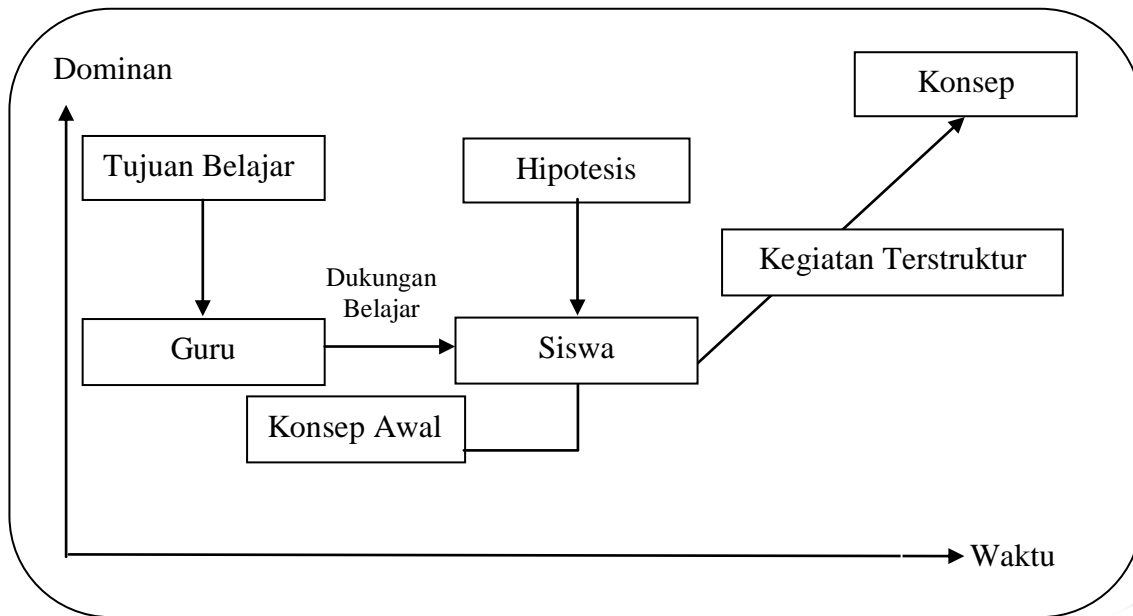 Dominan
Konsep
Tujuan Belajar
Hipotesis
Kegiatan Terstruktur
Dukungan
Belajar
Guru
Siswa
Konsep Awal
Waktu